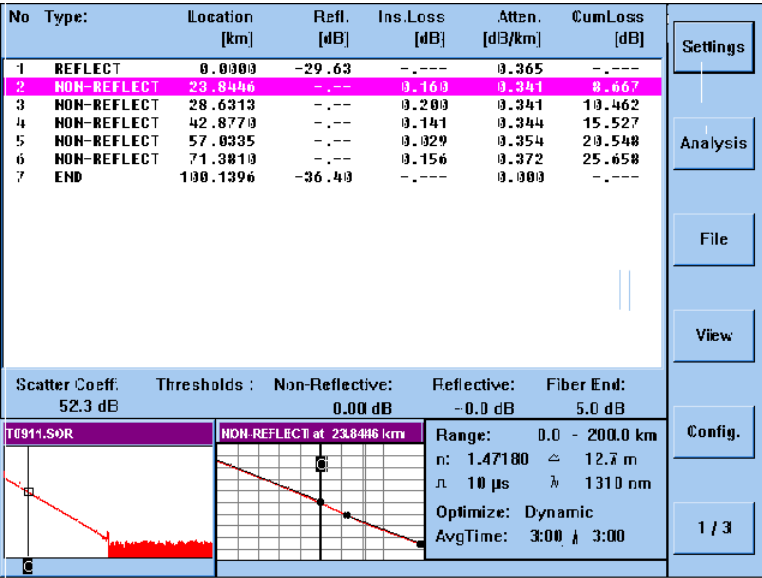 No Type: Location Refl. Ins.Loss Atten. CumLoss
[km] [dB] [dB] [dB/km] [dB]
1 REFLECT 0.0000 -29.63 -.--- 0.365 -.---
2 NON-REFLECT 23.8446 -.-- 0.160 0.341 8.667
3 NON-REFLECT 28.6313 -.-- 0.200 0.341 10.462
4 NON-REFLECT 42.8770 -.-- 0.141 0.344 15.527
5 NON-REFLECT 57.0335 -.-- 0.029 0.354 20.548
6 NON-REFLECT 71.3810 -.-- 0.156 0.372 25.658
7 END 100.1396 -36.40 -.--- 0.000 -.---
Scatter Coeff: Thresholds : Non-Reflective: Reflective: Fiber End:
52.3 dB 0.00 dB -0.0 dB 5.0 dB
T0911.SOR
C
NON-REFLECT at 23.8446 km
C
Range: 0.0 - 200.0 km
n: 1.47180 12.7 m
10 µs λ 1310 nm
Optimize: Dynamic
AvgTime: 3:00 / 3:00
Settings
Analysis
File
View
Config.
1 / 3